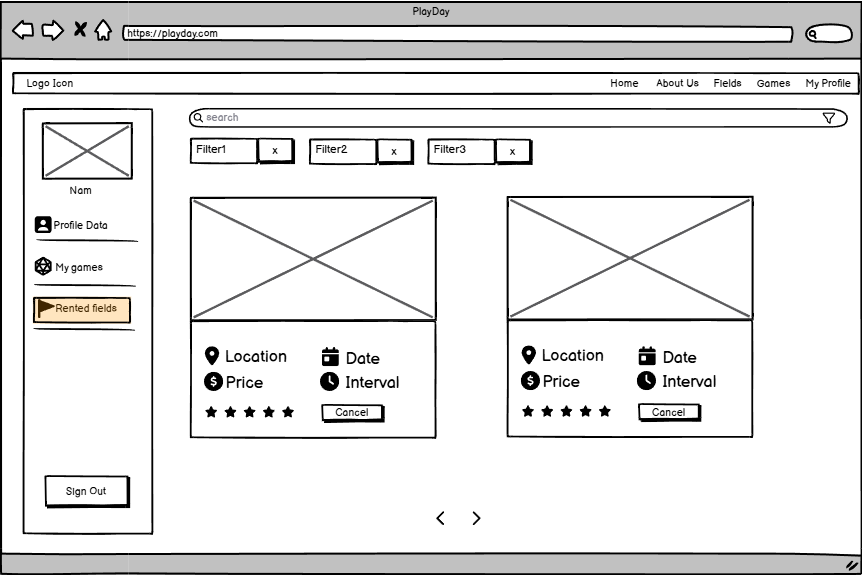 PlayDay
https://playday.com
Logo Icon Home About Us Fields Games My Profile
search
Filter1 x Filter2 x Filter3 x
Nam
Profile Data
My games
Rented fields
Sign Out
Location Date
Price Interval
Cancel
Location Date
Price Interval
Cancel